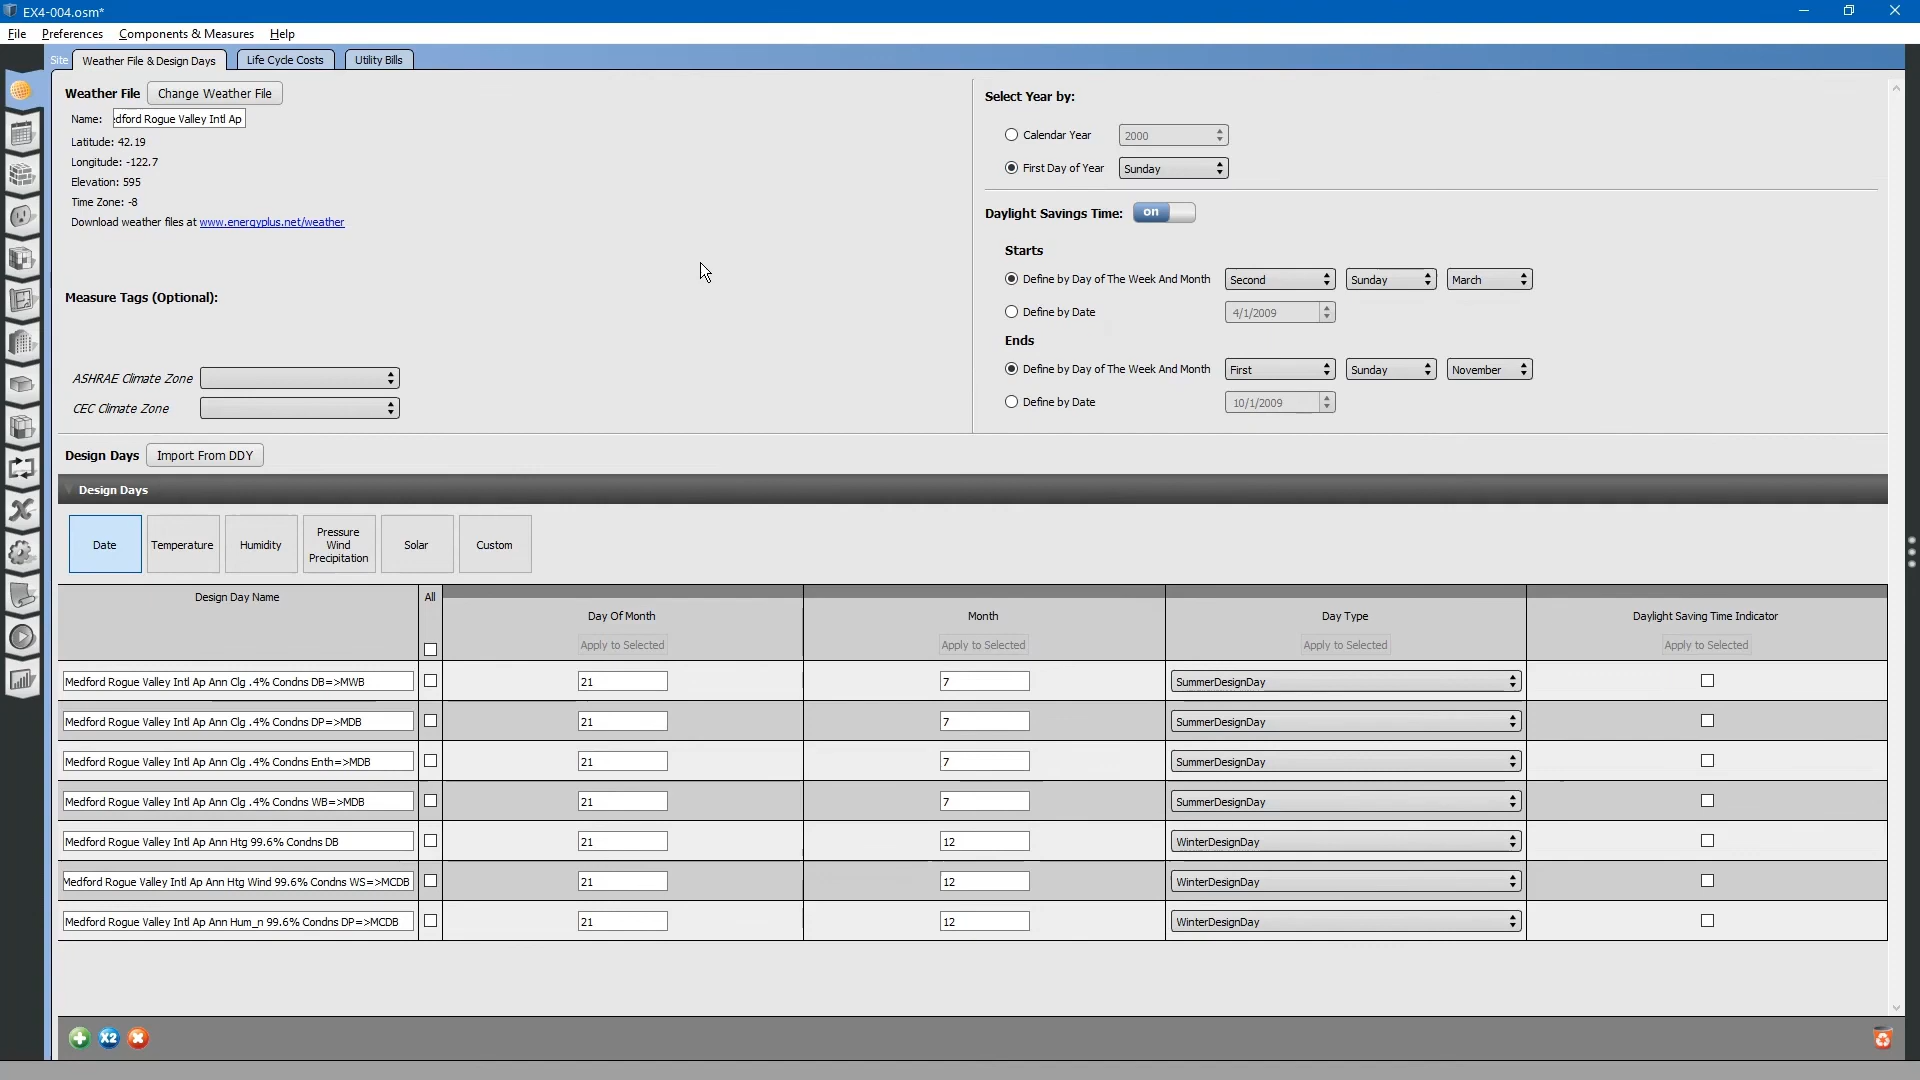 EX4-004.osm*
File Preferences Components & Measures Help
Site Weather File & Design Days Life Cycle Costs Utility Bills
Weather File Change Weather File
Name: dford Rogue Valley Intl Ap
Latitude: 42.19
Longitude: -122.7
Elevation: 595
Time Zone: -8
Download weather files at www.energyplus.net/weather
Measure Tags (Optional):
ASHRAE Climate Zone
CEC Climate Zone
Select Year by:
Calendar Year 2000
First Day of Year Sunday
Daylight Savings Time: on
Starts
Define by Day of The Week And Month Second Sunday March
Define by Date 4/1/2009
Ends
Define by Day of The Week And Month First Sunday November
Define by Date 10/1/2009
Design Days Import From DDY
Design Days
Date Temperature Humidity Pressure Wind Precipitation Solar Custom
Design Day Name All Day Of Month Month Day Type Daylight Saving Time Indicator
Apply to Selected Apply to Selected Apply to Selected Apply to Selected
Medford Rogue Valley Intl Ap Ann Clg .4% Condns DB=>MWB 21 7 SummerDesignDay
Medford Rogue Valley Intl Ap Ann Clg .4% Condns DP=>MDB 21 7 SummerDesignDay
Medford Rogue Valley Intl Ap Ann Clg .4% Condns Enth=>MDB 21 7 SummerDesignDay
Medford Rogue Valley Intl Ap Ann Clg .4% Condns WB=>MDB 21 7 SummerDesignDay
Medford Rogue Valley Intl Ap Ann Htg 99.6% Condns DB 21 12 WinterDesignDay
Medford Rogue Valley Intl Ap Ann Htg Wind 99.6% Condns WS=>MCDB 21 12 WinterDesignDay
Medford Rogue Valley Intl Ap Ann Hum_n 99.6% Condns DP=>MCDB 21 12 WinterDesignDay
X2